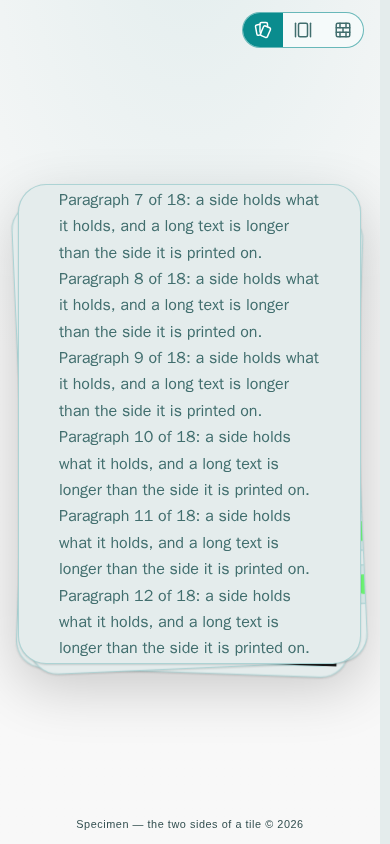 Paragraph 7 of 18: a side holds what
it holds, and a long text is longer
than the side it is printed on.
Paragraph 8 of 18: a side holds what
it holds, and a long text is longer
than the side it is printed on.
Paragraph 9 of 18: a side holds what
it holds, and a long text is longer
than the side it is printed on.
Paragraph 10 of 18: a side holds
what it holds, and a long text is
longer than the side it is printed on.
Paragraph 11 of 18: a side holds
what it holds, and a long text is
longer than the side it is printed on.
Paragraph 12 of 18: a side holds
what it holds, and a long text is
longer than the side it is printed on.
Specimen — the two sides of a tile © 2026